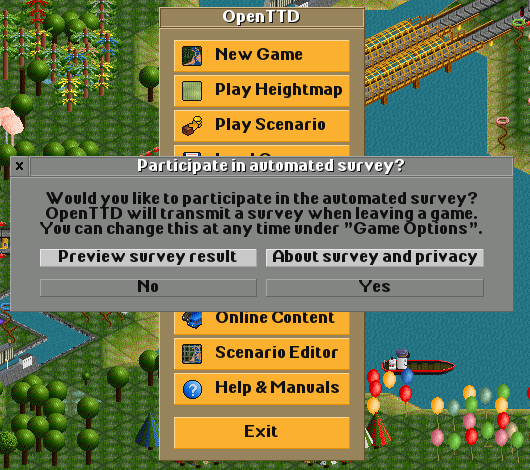 OpenTTD
New Game
Play Heightmap
Play Scenario
x Participate in automated survey?
Would you like to participate in the automated survey?
OpenTTD will transmit a survey when leaving a game.
You can change this at any time under "Game Options".
Preview survey result About survey and privacy
No Yes
Online Content
Scenario Editor
Help & Manuals
Exit